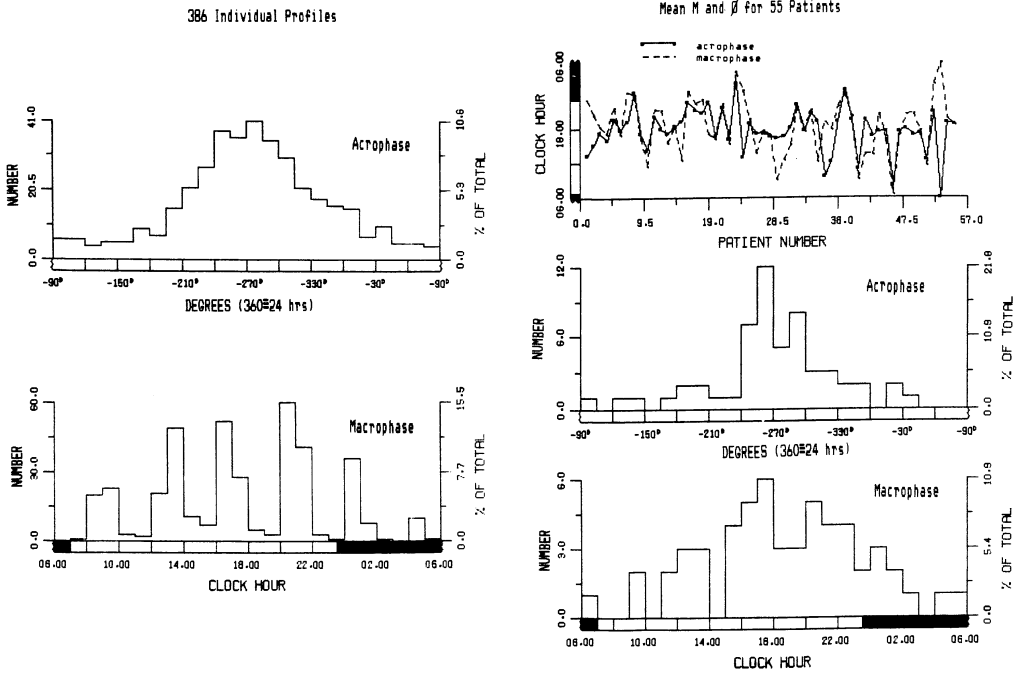 386 Individual Profiles
NUMBER
41.0
20.5
0.0
Acrophase
10.6
5.3
0.0
% OF TOTAL
-90° -150° -210° -270° -330° -30° -90°
DEGREES (360≡24 hrs)
NUMBER
60.0
30.0
0.0
Macrophase
15.5
7.7
0.0
% OF TOTAL
06.00 10.00 14.00 18.00 22.00 02.00 06.00
CLOCK HOUR
Mean M and Ø for 55 Patients
acrophase
macrophase
CLOCK HOUR
06.00
18.00
06.00
0.0 9.5 19.0 28.5 38.0 47.5 57.0
PATIENT NUMBER
NUMBER
12.0
6.0
0.0
Acrophase
21.8
10.9
0.0
% OF TOTAL
-90° -150° -210° -270° -330° -30° -90°
DEGREES (360≡24 hrs)
NUMBER
6.0
3.0
0.0
Macrophase
10.9
5.4
0.0
% OF TOTAL
06.00 10.00 14.00 18.00 22.00 02.00 06.00
CLOCK HOUR